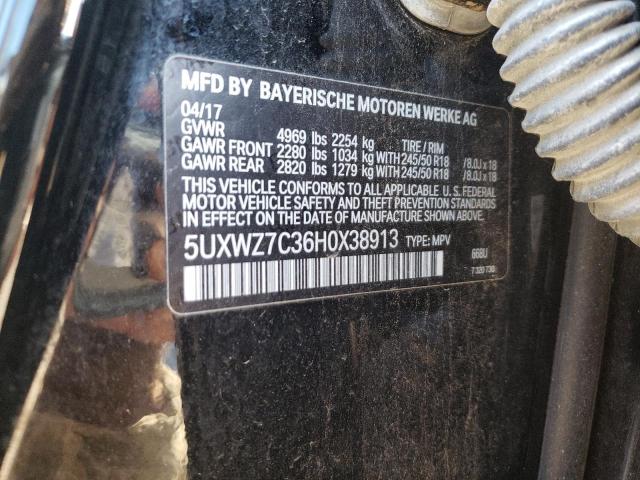 MFD BY BAYERISCHE MOTOREN WERKE AG
04/17
GVWR 4969 lbs 2254 kg TIRE / RIM
GAWR FRONT 2280 lbs 1034 kg WITH 245/50 R18 /8.0J x 18
GAWR REAR 2820 lbs 1279 kg WITH 245/50 R18 /8.0J x 18
THIS VEHICLE CONFORMS TO ALL APPLICABLE U.S. FEDERAL
MOTOR VEHICLE SAFETY AND THEFT PREVENTION STANDARDS
IN EFFECT ON THE DATE OF MANUFACTURE SHOWN ABOVE.
5UXWZ7C36H0X38913 TYPE: MPV 668U
7 320 730